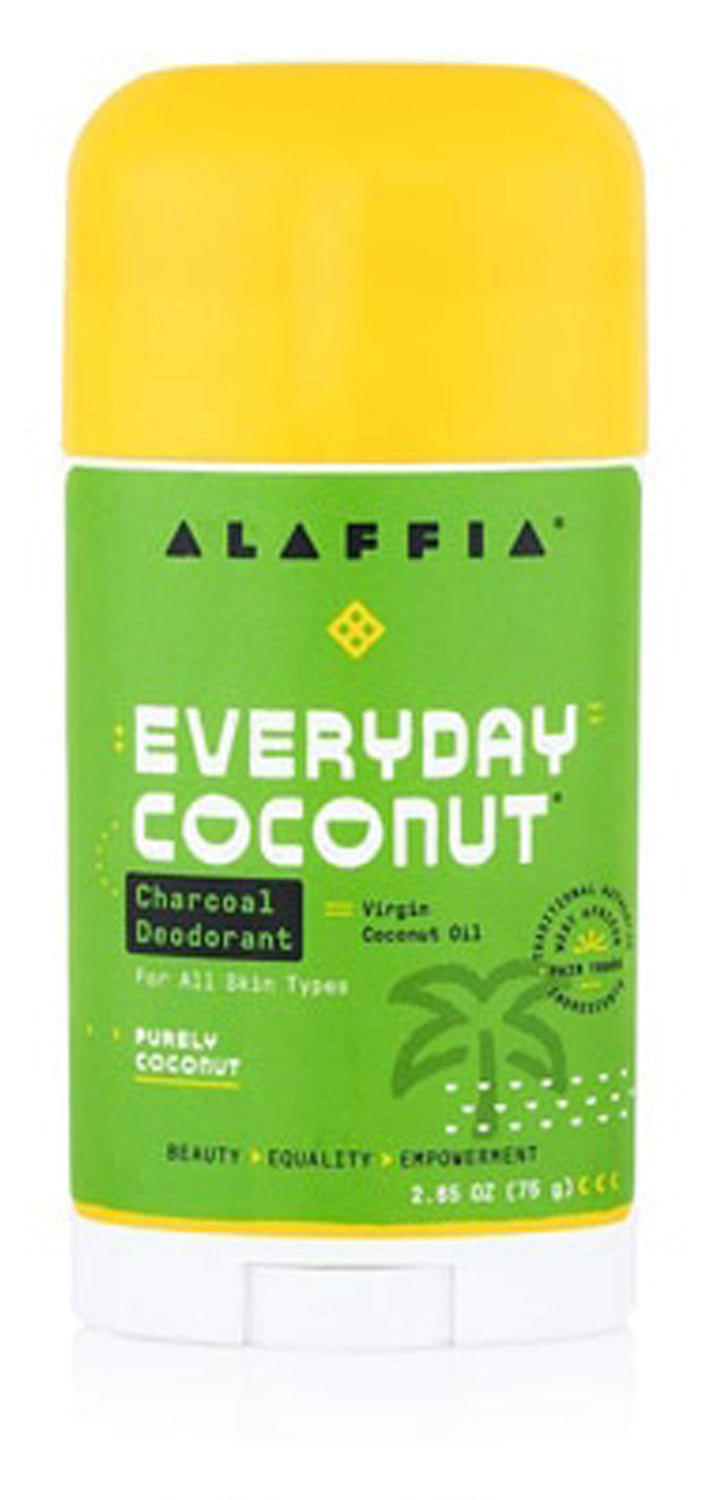 ALAFFIA®
EVERYDAY
COCONUT
Charcoal
Deodorant
Virgin
Coconut Oil
For All Skin Types
PURELY
COCONUT
BEAUTY > EQUALITY > EMPOWERMENT
2.65 OZ (75 g)